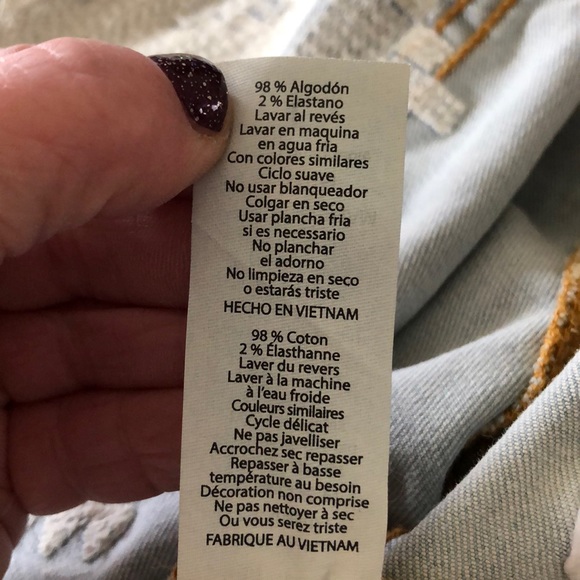 98 % Algodón
2 % Elastano
Lavar al revés
Lavar en maquina
en agua fria
Con colores similares
Ciclo suave
No usar blanqueador
Colgar en seco
Usar plancha fria
si es necessario
No planchar
el adorno
No limpieza en seco
o estarás triste
HECHO EN VIETNAM
98 % Coton
2 % Élasthanne
Laver du revers
Laver à la machine
à l'eau froide
Couleurs similaires
Cycle délicat
Ne pas javelliser
Accrochez sec repasser
Repasser à basse
température au besoin
Décoration non comprise
Ne pas nettoyer à sec
Ou vous serez triste
FABRIQUE AU VIETNAM